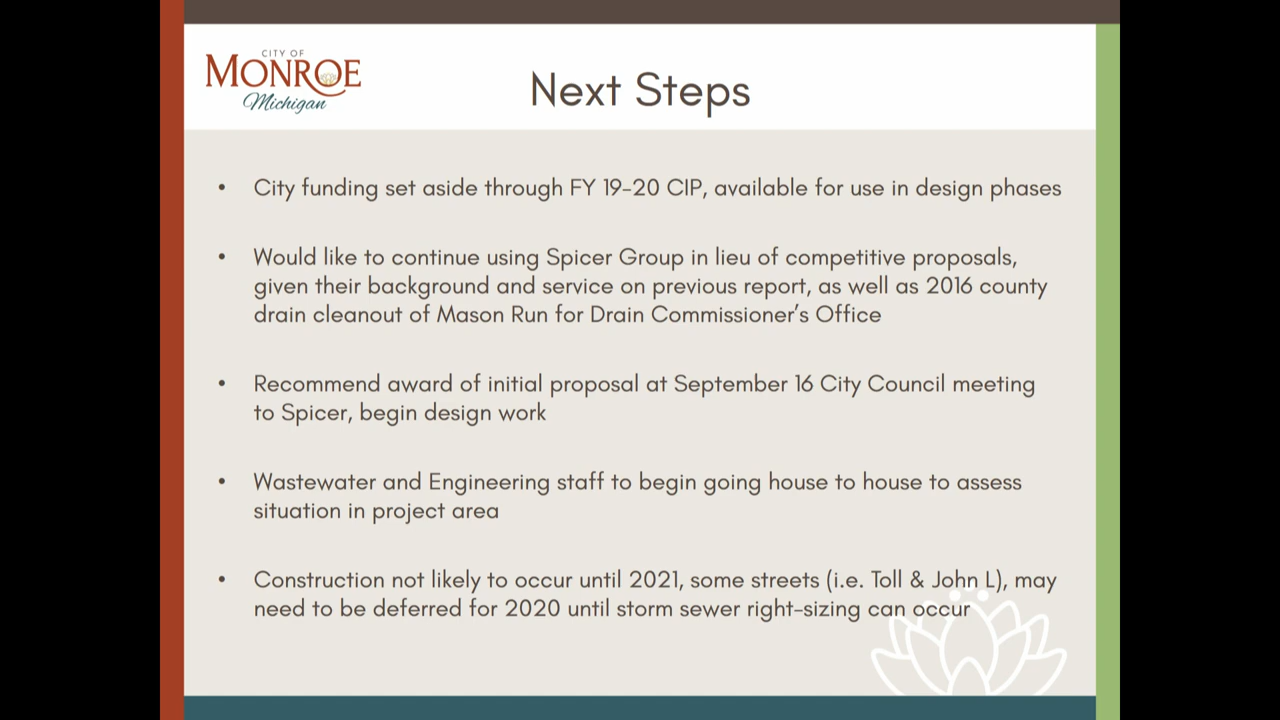 CITY OF
MONROE
Michigan
Next Steps
• City funding set aside through FY 19-20 CIP, available for use in design phases
• Would like to continue using Spicer Group in lieu of competitive proposals,
given their background and service on previous report, as well as 2016 county
drain cleanout of Mason Run for Drain Commissioner's Office
• Recommend award of initial proposal at September 16 City Council meeting
to Spicer, begin design work
• Wastewater and Engineering staff to begin going house to house to assess
situation in project area
• Construction not likely to occur until 2021, some streets (i.e. Toll & John L), may
need to be deferred for 2020 until storm sewer right-sizing can occur